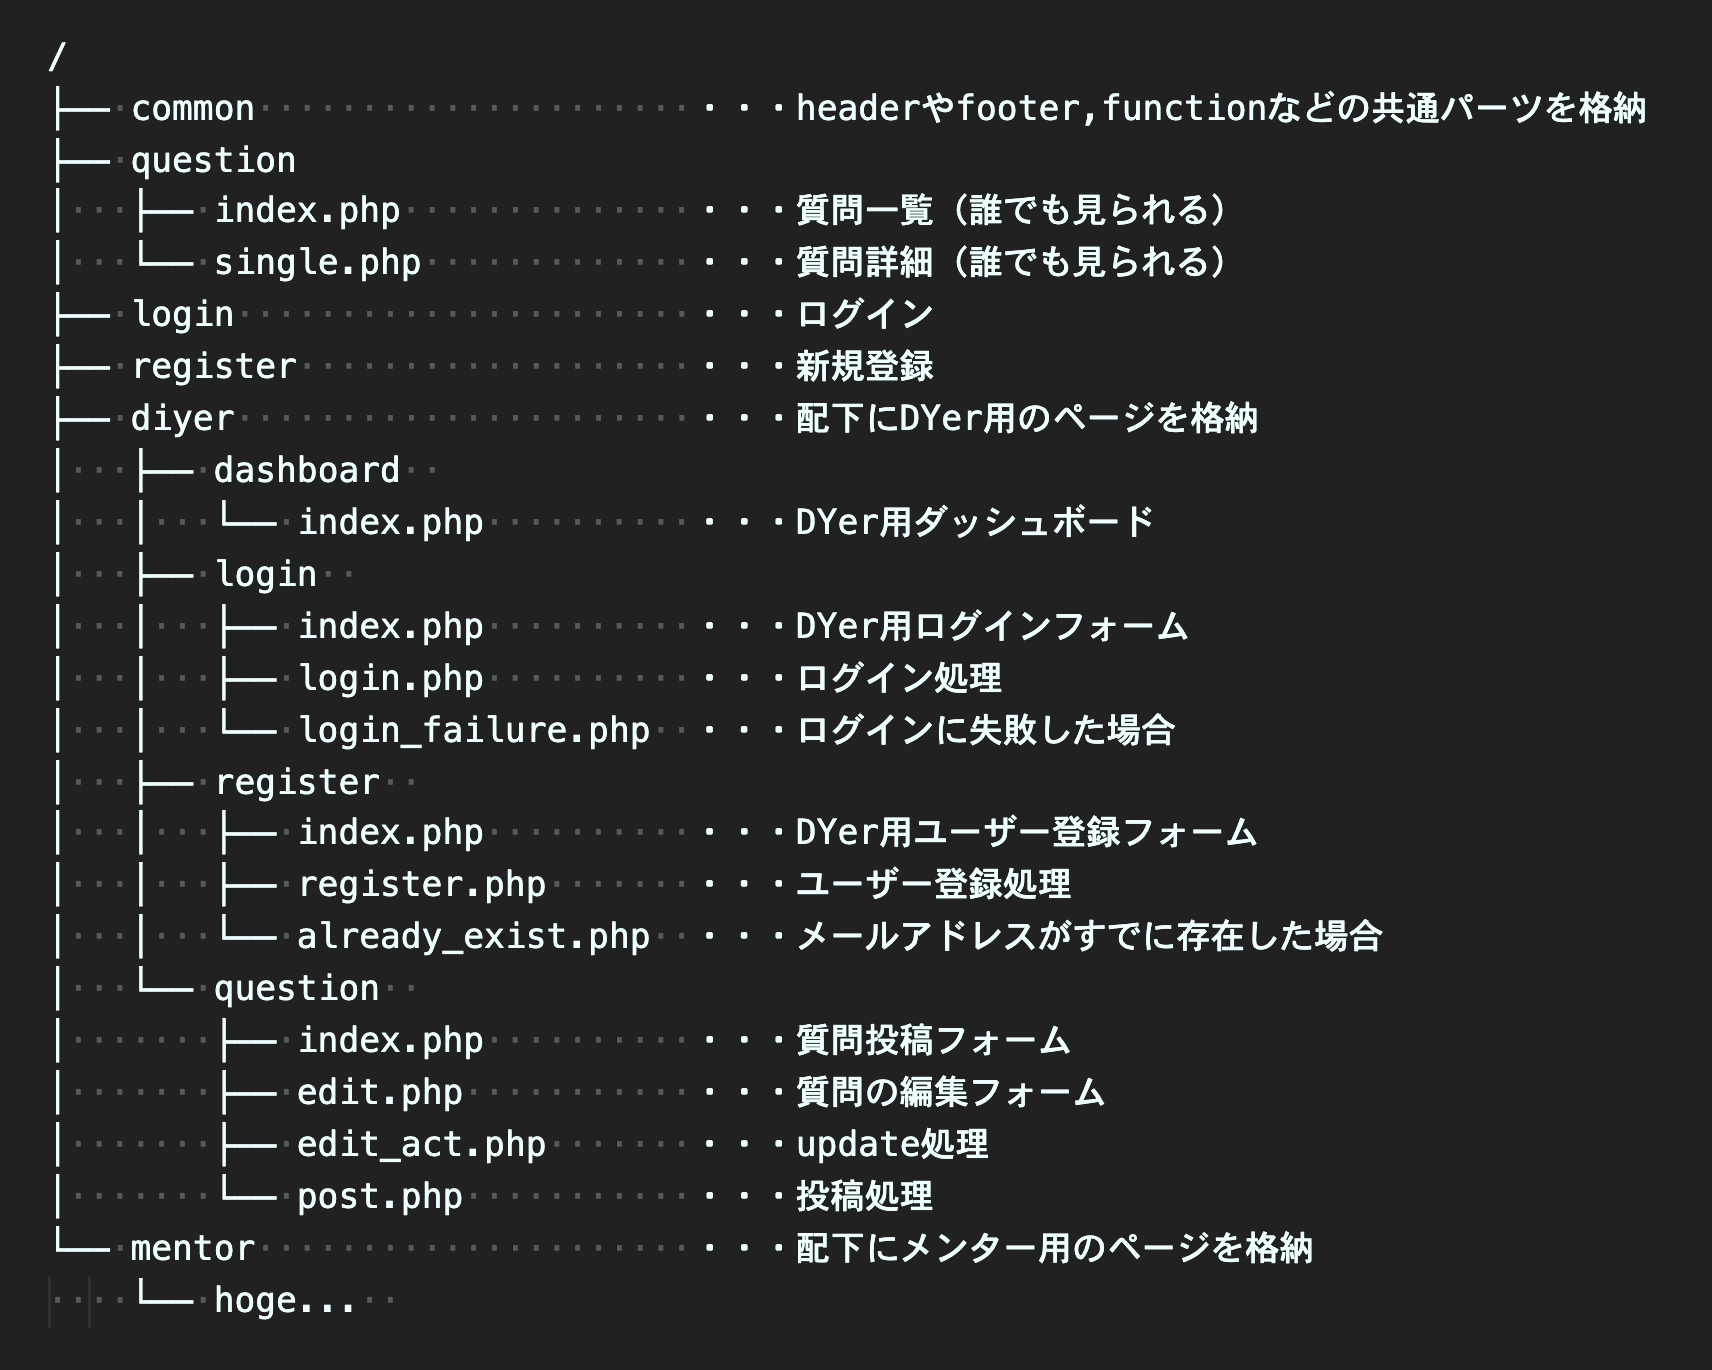 /
├── common ・・・headerやfooter,functionなどの共通パーツを格納
├── question
│   ├── index.php ・・・質問一覧（誰でも見られる）
│   └── single.php ・・・質問詳細（誰でも見られる）
├── login ・・・ログイン
├── register ・・・新規登録
├── diyer ・・・配下にDYer用のページを格納
│   ├── dashboard
│   │   └── index.php ・・・DYer用ダッシュボード
│   ├── login
│   │   ├── index.php ・・・DYer用ログインフォーム
│   │   ├── login.php ・・・ログイン処理
│   │   └── login_failure.php ・・・ログインに失敗した場合
│   ├── register
│   │   ├── index.php ・・・DYer用ユーザー登録フォーム
│   │   ├── register.php ・・・ユーザー登録処理
│   │   └── already_exist.php ・・・メールアドレスがすでに存在した場合
│   └── question
│       ├── index.php ・・・質問投稿フォーム
│       ├── edit.php ・・・質問の編集フォーム
│       ├── edit_act.php ・・・update処理
│       └── post.php ・・・投稿処理
└── mentor ・・・配下にメンター用のページを格納
    └── hoge...